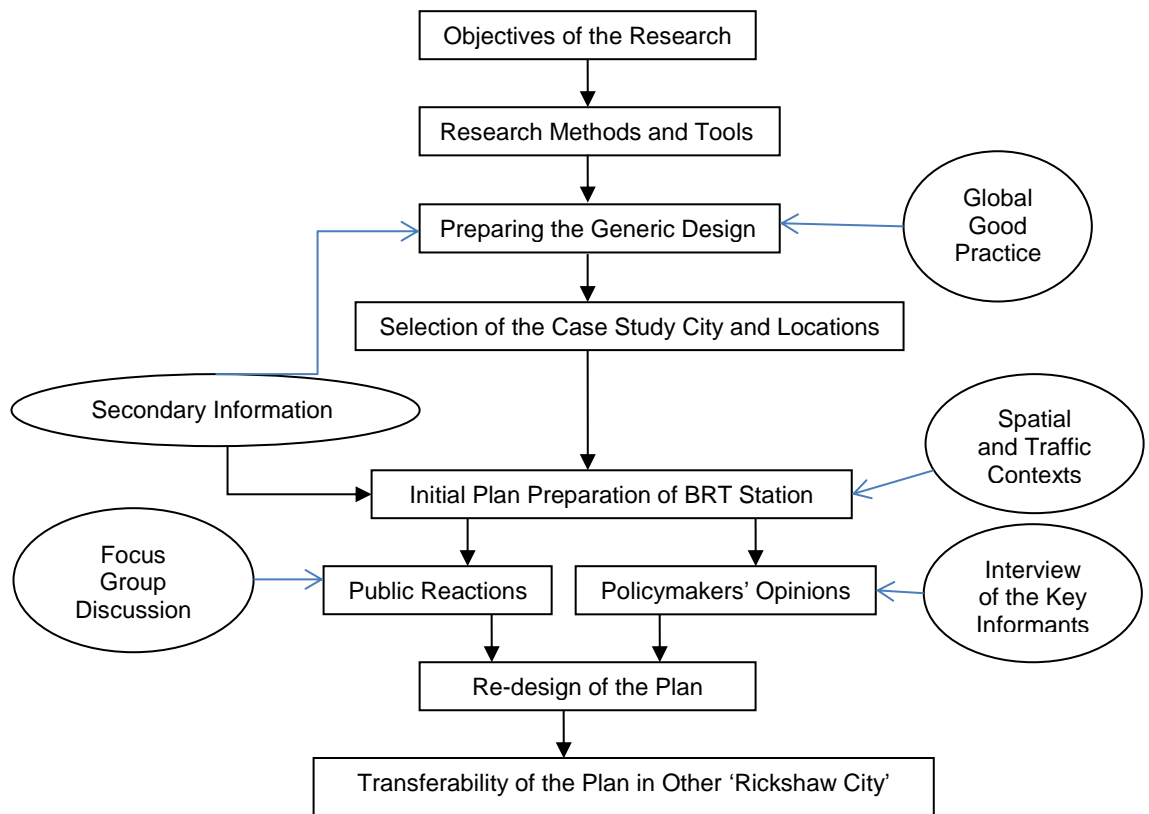 Objectives of the Research
Research Methods and Tools
Global
Good
Practice
Preparing the Generic Design
Selection of the Case Study City and Locations
Secondary Information
Spatial
and Traffic
Contexts
Initial Plan Preparation of BRT Station
Focus
Group
Discussion
Public Reactions
Policymakers’ Opinions
Interview
of the Key
Informants
Re-design of the Plan
Transferability of the Plan in Other ‘Rickshaw City’